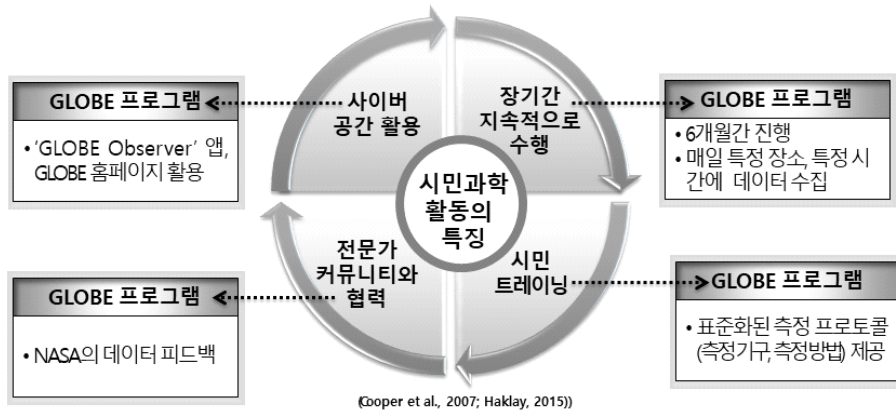 GLOBE 프로그램
• ‘GLOBE Observer’ 앱,
GLOBE 홈페이지 활용
사이버
공간 활용
장기간
지속적으로
수행
GLOBE 프로그램
• 6개월간 진행
• 매일 특정 장소, 특정 시
간에 데이터 수집
시민과학
활동의
특징
전문가
커뮤니티와
협력
시민
트레이닝
GLOBE 프로그램
• NASA의 데이터 피드백
GLOBE 프로그램
• 표준화된 측정 프로토콜
(측정기구, 측정방법) 제공
(Cooper et al., 2007; Haklay, 2015))